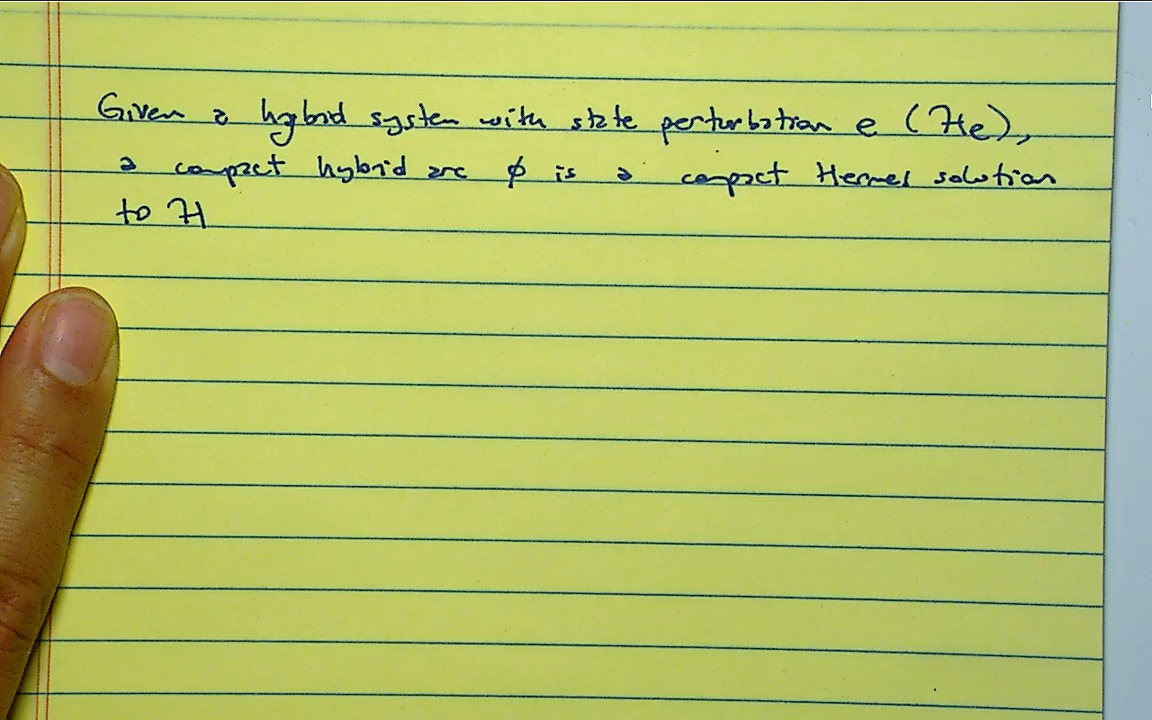 Given a hybrid system with state perturbation e (ℋe),
a compact hybrid arc ϕ is a compact Hermes solution
to ℋ